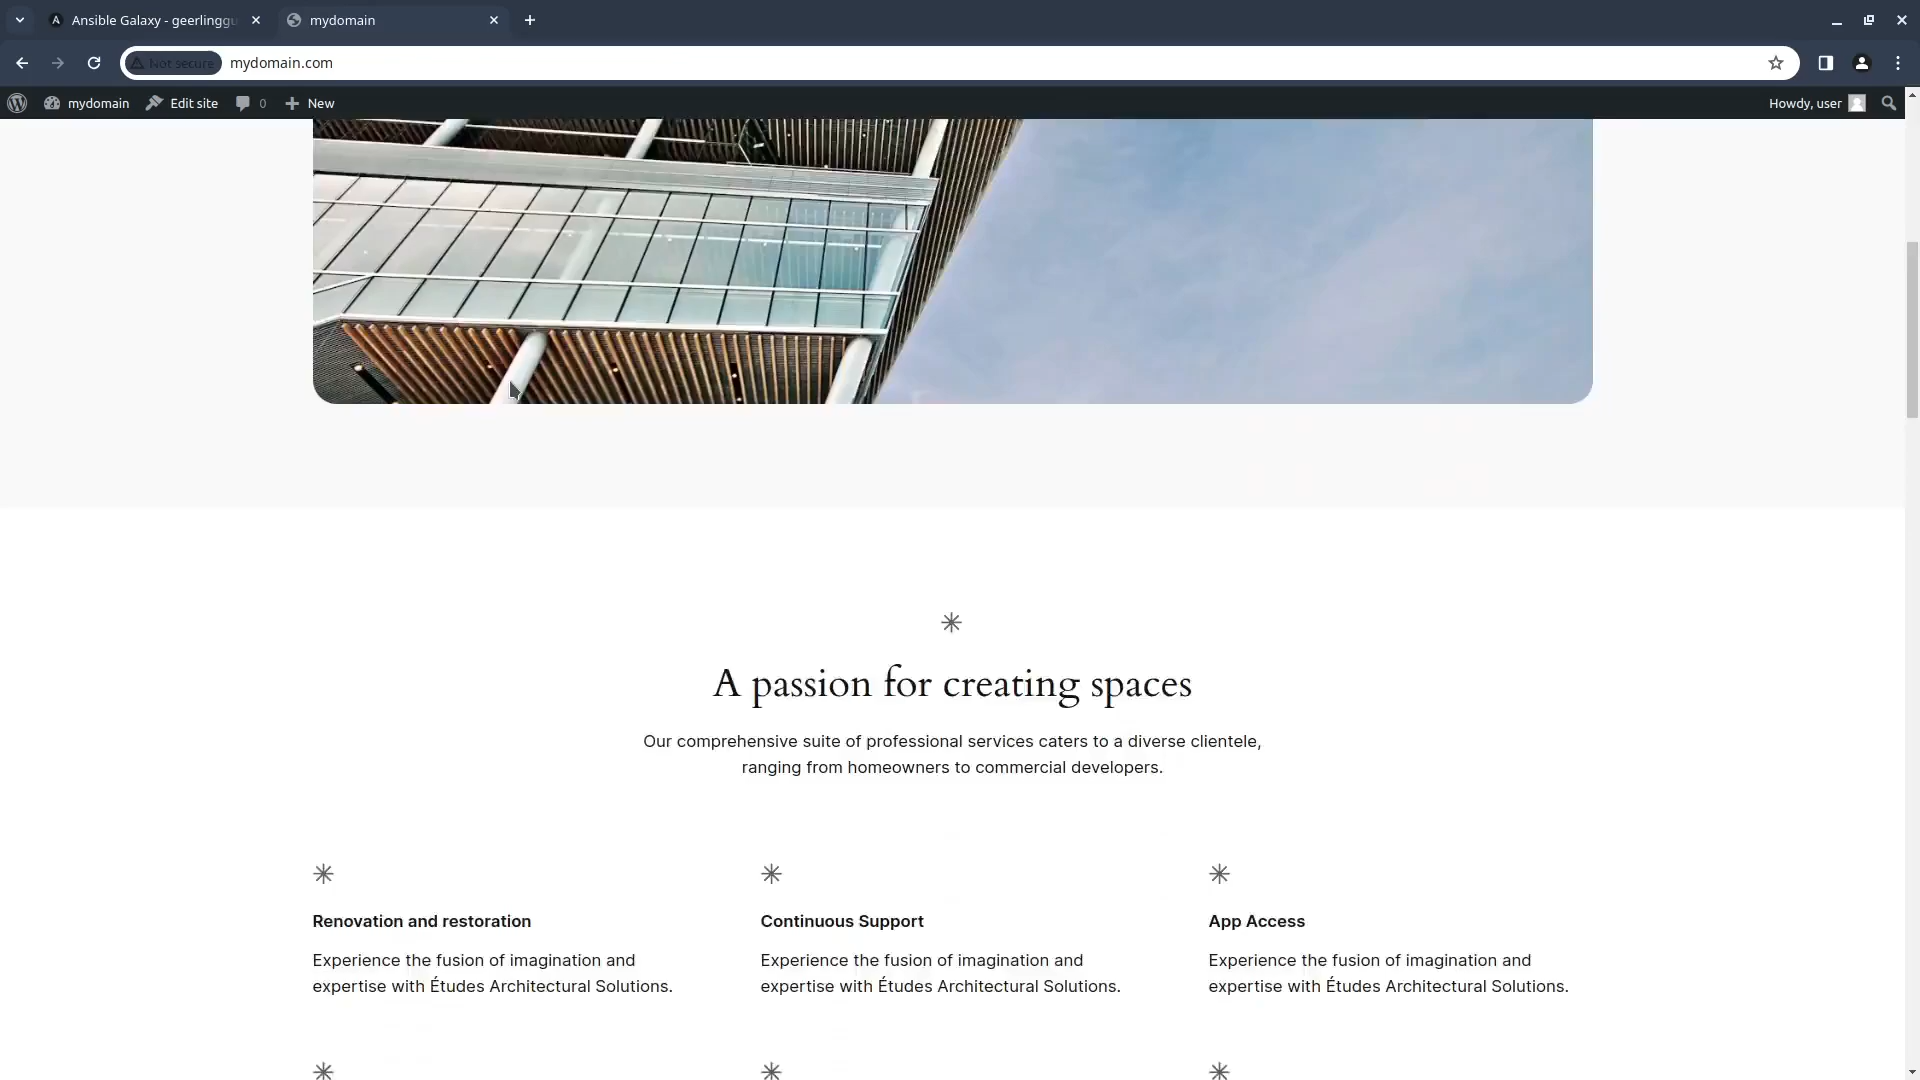 Ansible Galaxy - geerlinggu
mydomain
Not secure
mydomain.com
mydomain
Edit site
0
New
Howdy, user
A passion for creating spaces
Our comprehensive suite of professional services caters to a diverse clientele,
ranging from homeowners to commercial developers.
Renovation and restoration
Continuous Support
App Access
Experience the fusion of imagination and
expertise with Études Architectural Solutions.
Experience the fusion of imagination and
expertise with Études Architectural Solutions.
Experience the fusion of imagination and
expertise with Études Architectural Solutions.